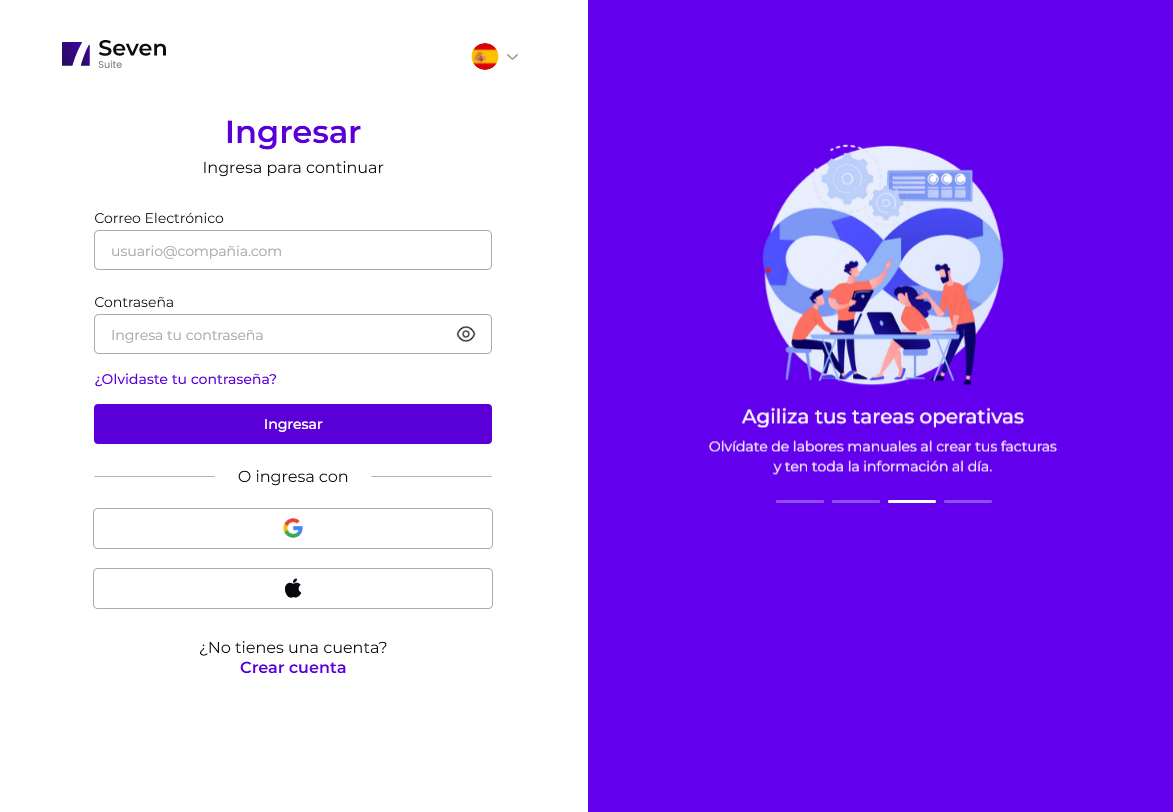 Seven
Suite
Ingresar
Ingresa para continuar
Correo Electrónico
usuario@compañia.com
Contraseña
Ingresa tu contraseña
¿Olvidaste tu contraseña?
Ingresar
O ingresa con
¿No tienes una cuenta?
Crear cuenta
Agiliza tus tareas operativas
Olvídate de labores manuales al crear tus facturas
y ten toda la información al día.